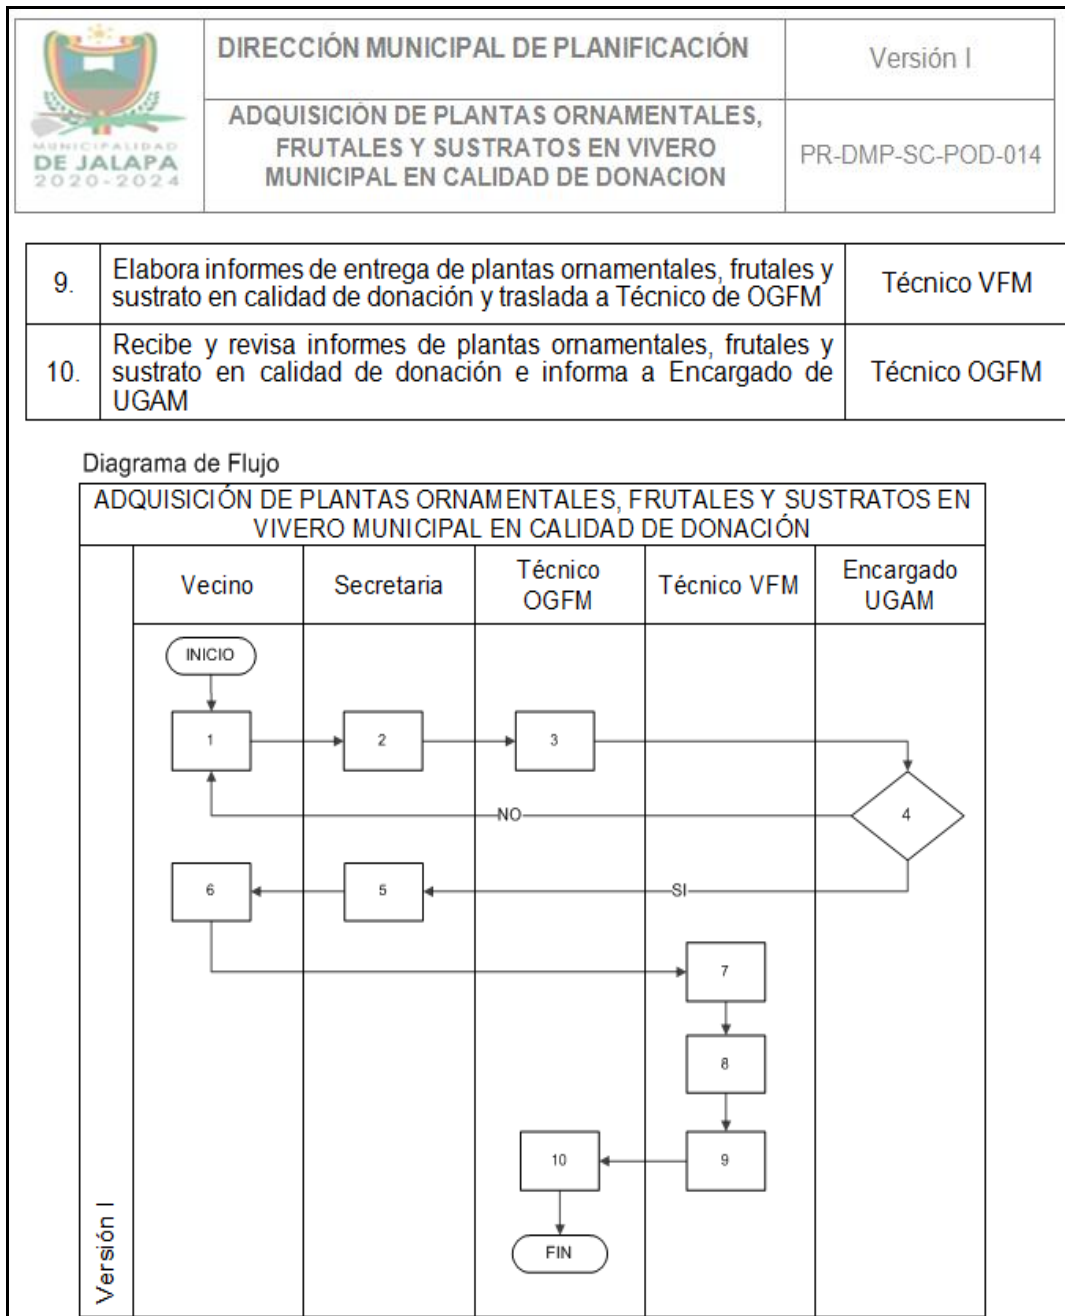 MUNICIPALIDAD
DE JALAPA
2020-2024
DIRECCIÓN MUNICIPAL DE PLANIFICACIÓN
Versión I
ADQUISICIÓN DE PLANTAS ORNAMENTALES,
FRUTALES Y SUSTRATOS EN VIVERO
MUNICIPAL EN CALIDAD DE DONACION
PR-DMP-SC-POD-014
9.
Elabora informes de entrega de plantas ornamentales, frutales y
sustrato en calidad de donación y traslada a Técnico de OGFM
Técnico VFM
10.
Recibe y revisa informes de plantas ornamentales, frutales y
sustrato en calidad de donación e informa a Encargado de
UGAM
Técnico OGFM
Diagrama de Flujo
ADQUISICIÓN DE PLANTAS ORNAMENTALES, FRUTALES Y SUSTRATOS EN
VIVERO MUNICIPAL EN CALIDAD DE DONACIÓN
Vecino
Secretaria
Técnico
OGFM
Técnico VFM
Encargado
UGAM
INICIO
1
2
3
4
NO
6
5
SI
7
8
10
9
FIN
Versión I